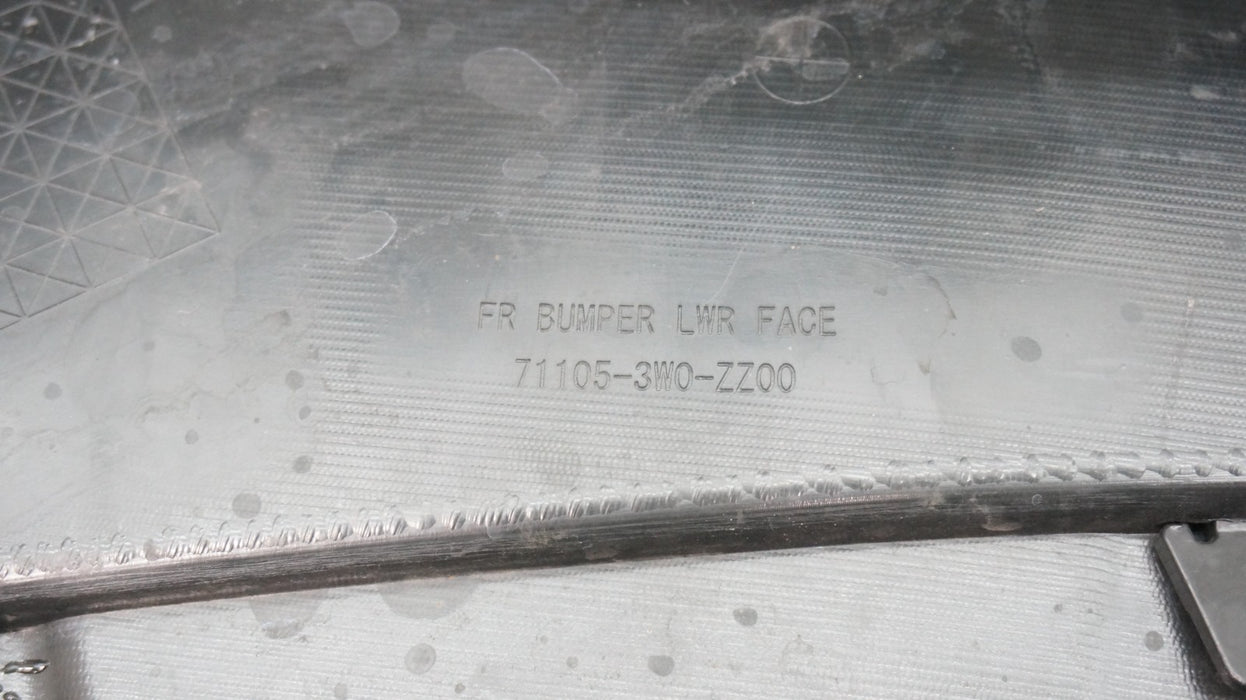 FR BUMPER LWR FACE
71105-3W0-ZZ00